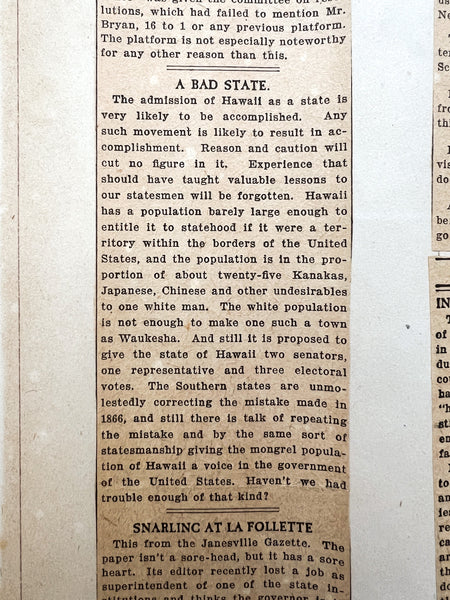 was given the committee on reso-
lutions, which had failed to mention Mr.
Bryan, 16 to 1 or any previous platform.
The platform is not especially noteworthy
for any other reason than this.
A BAD STATE.
The admission of Hawaii as a state is
very likely to be accomplished. Any
such movement is likely to result in ac-
complishment. Reason and caution will
cut no figure in it. Experience that
should have taught valuable lessons to
our statesmen will be forgotten. Hawaii
has a population barely large enough to
entitle it to statehood if it were a ter-
ritory within the borders of the United
States, and the population is in the pro-
portion of about twenty-five Kanakas,
Japanese, Chinese and other undesirables
to one white man. The white population
is not enough to make one such a town
as Waukesha. And still it is proposed to
give the state of Hawaii two senators,
one representative and three electoral
votes. The Southern states are unmo-
lestedly correcting the mistake made in
1866, and still there is talk of repeating
the mistake and by the same sort of
statesmanship giving the mongrel popula-
tion of Hawaii a voice in the government
of the United States. Haven't we had
trouble enough of that kind?
SNARLING AT LA FOLLETTE
This from the Janesville Gazette. The
paper isn't a sore-head, but it has a sore
heart. Its editor recently lost a job as
superintendent of one of the state in-
stitutions and thinks the governor is